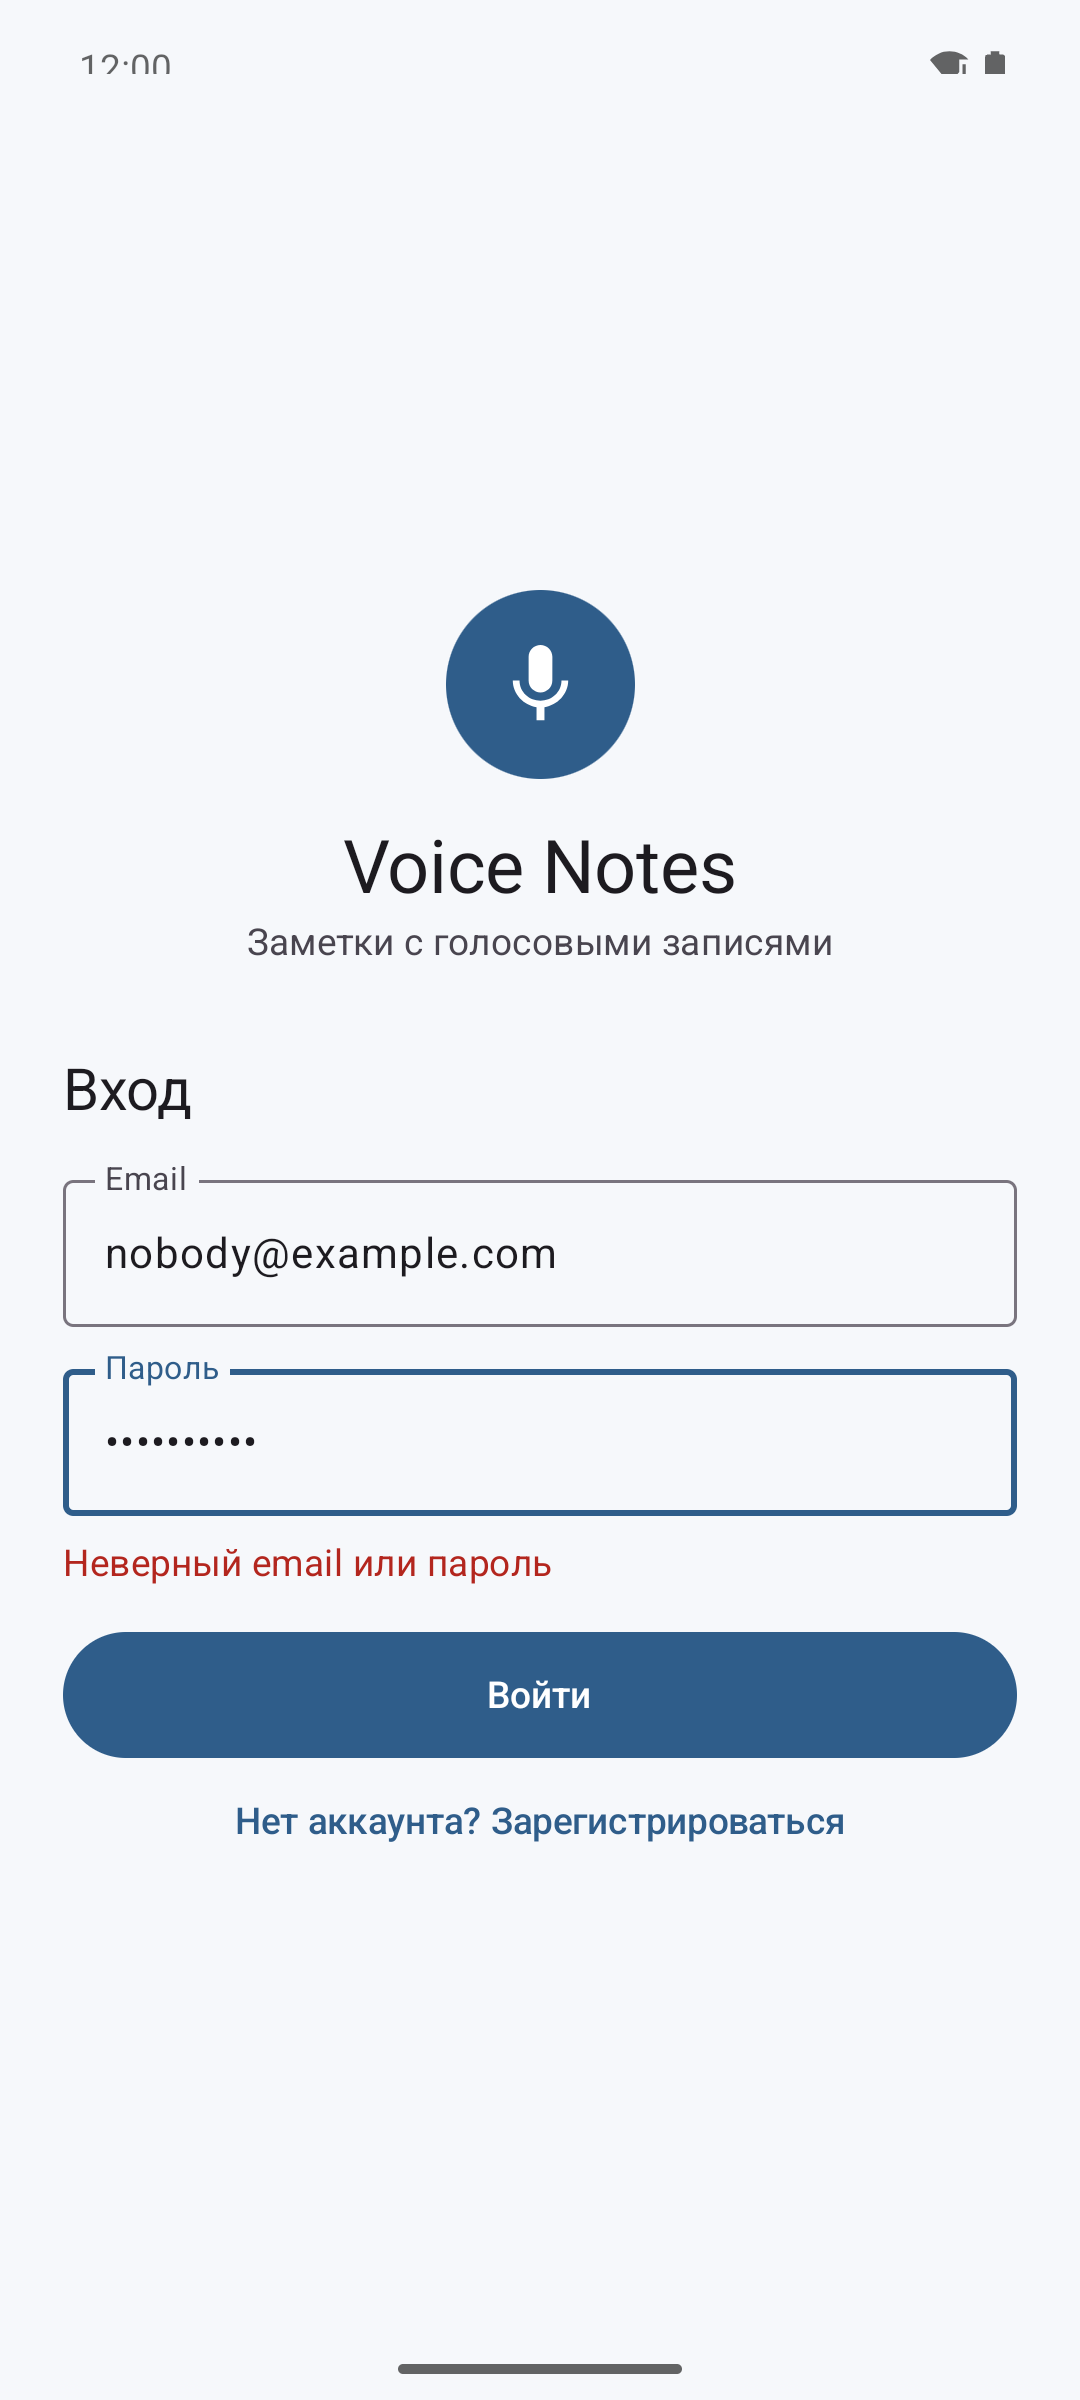 12:00
Voice Notes
Заметки с голосовыми записями
Вход
Email
nobody@example.com
Пароль
••••••••••
Неверный email или пароль
Войти
Нет аккаунта? Зарегистрироваться